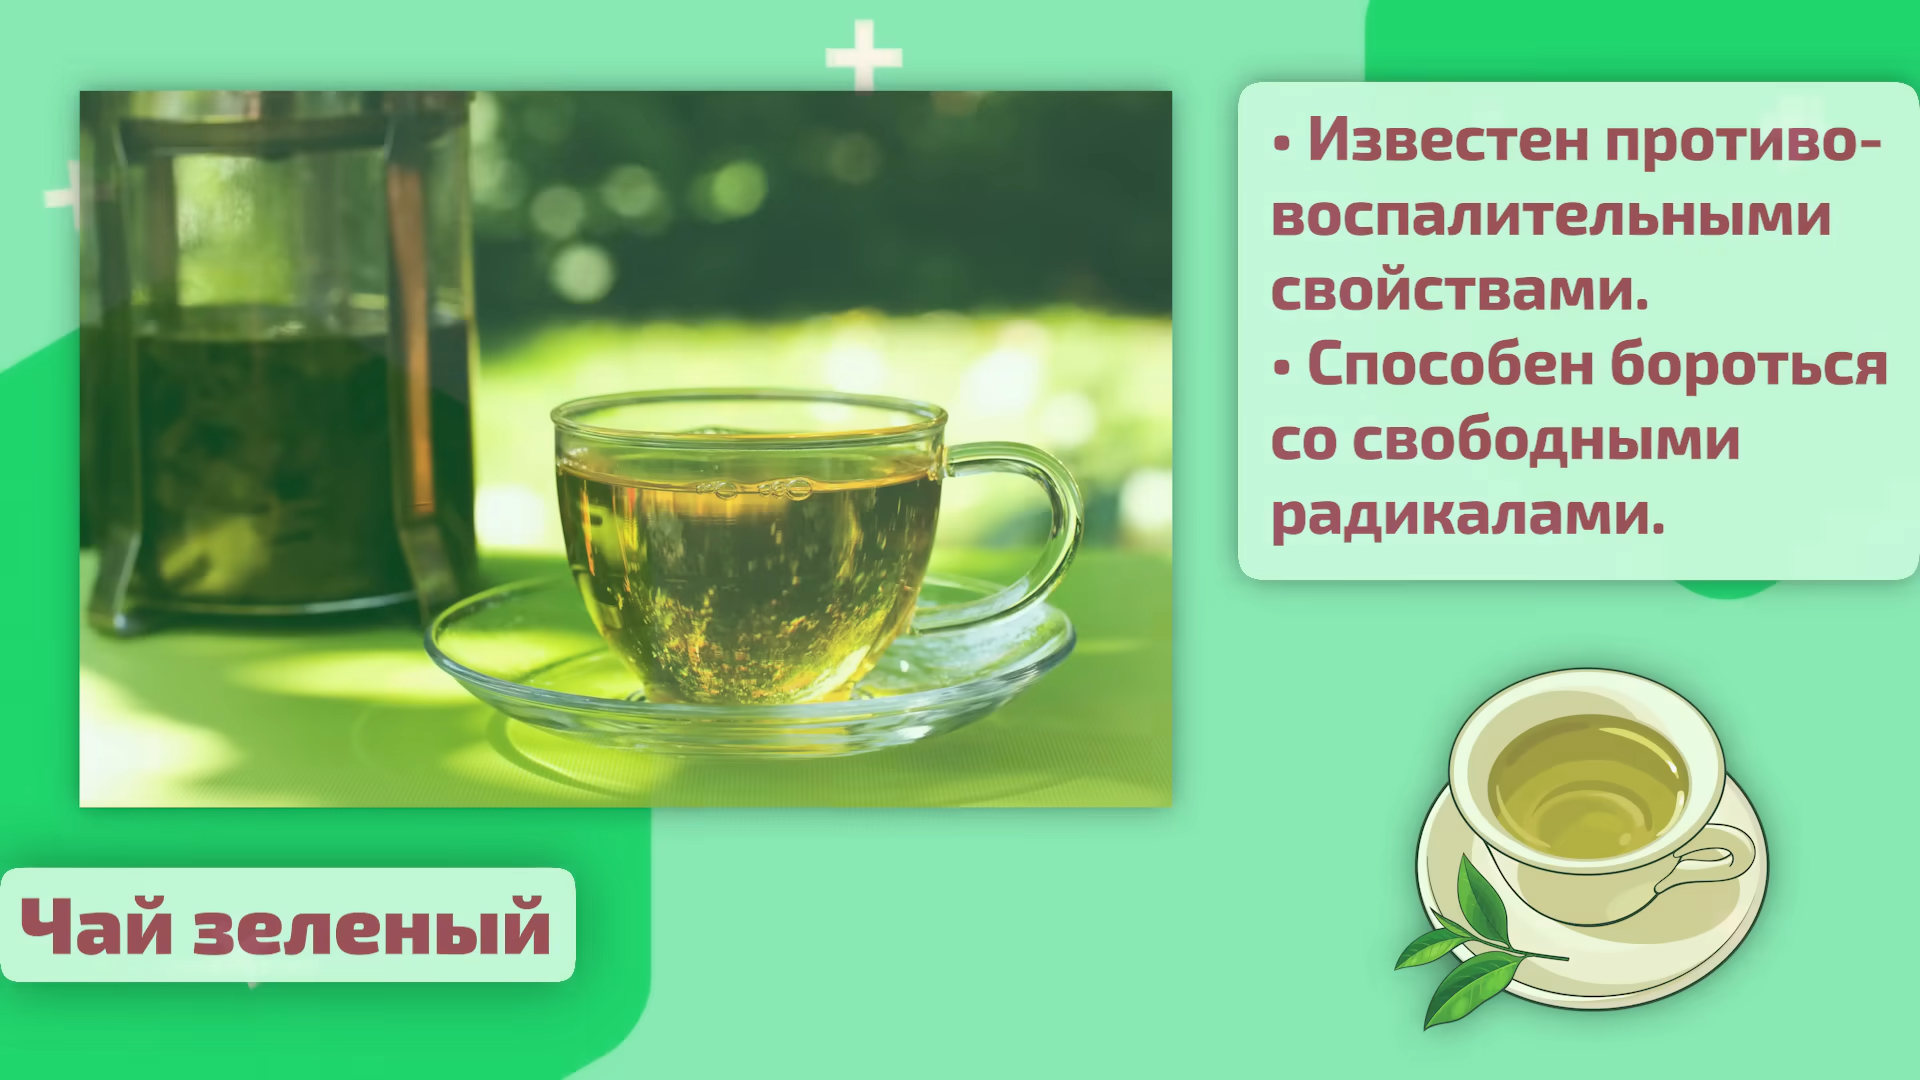 • Известен противо-
воспалительными
свойствами.
• Способен бороться
со свободными
радикалами.
Чай зеленый